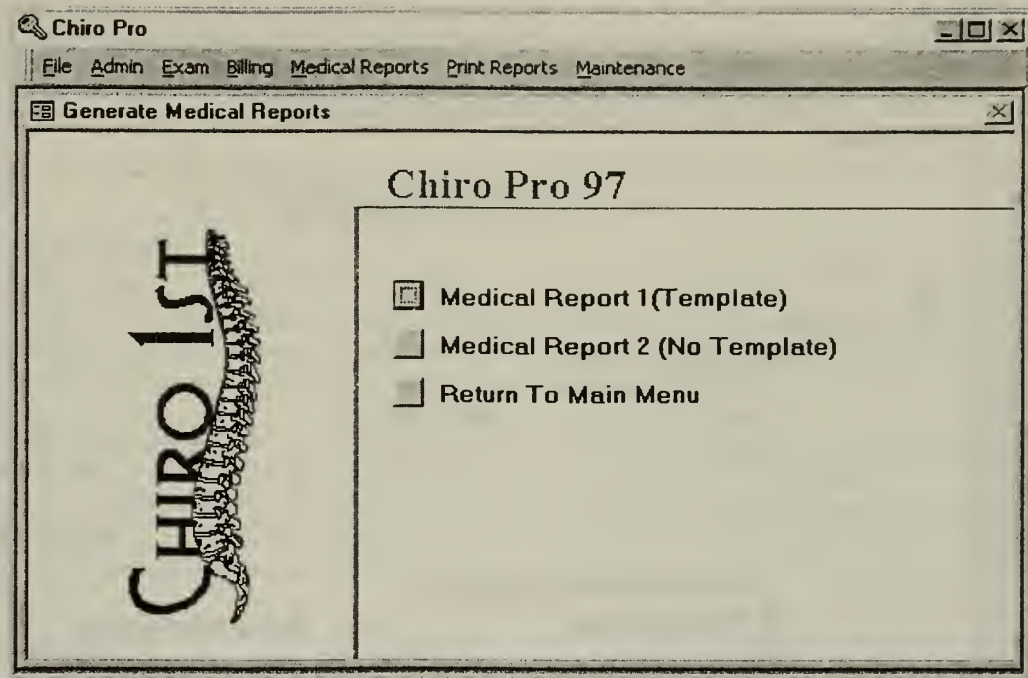 Chiro Pro
File Admin Exam Billing Medical Reports Print Reports Maintenance
Generate Medical Reports
Chiro Pro 97
CHIRO 1ST
Medical Report 1(Template)
Medical Report 2 (No Template)
Return To Main Menu